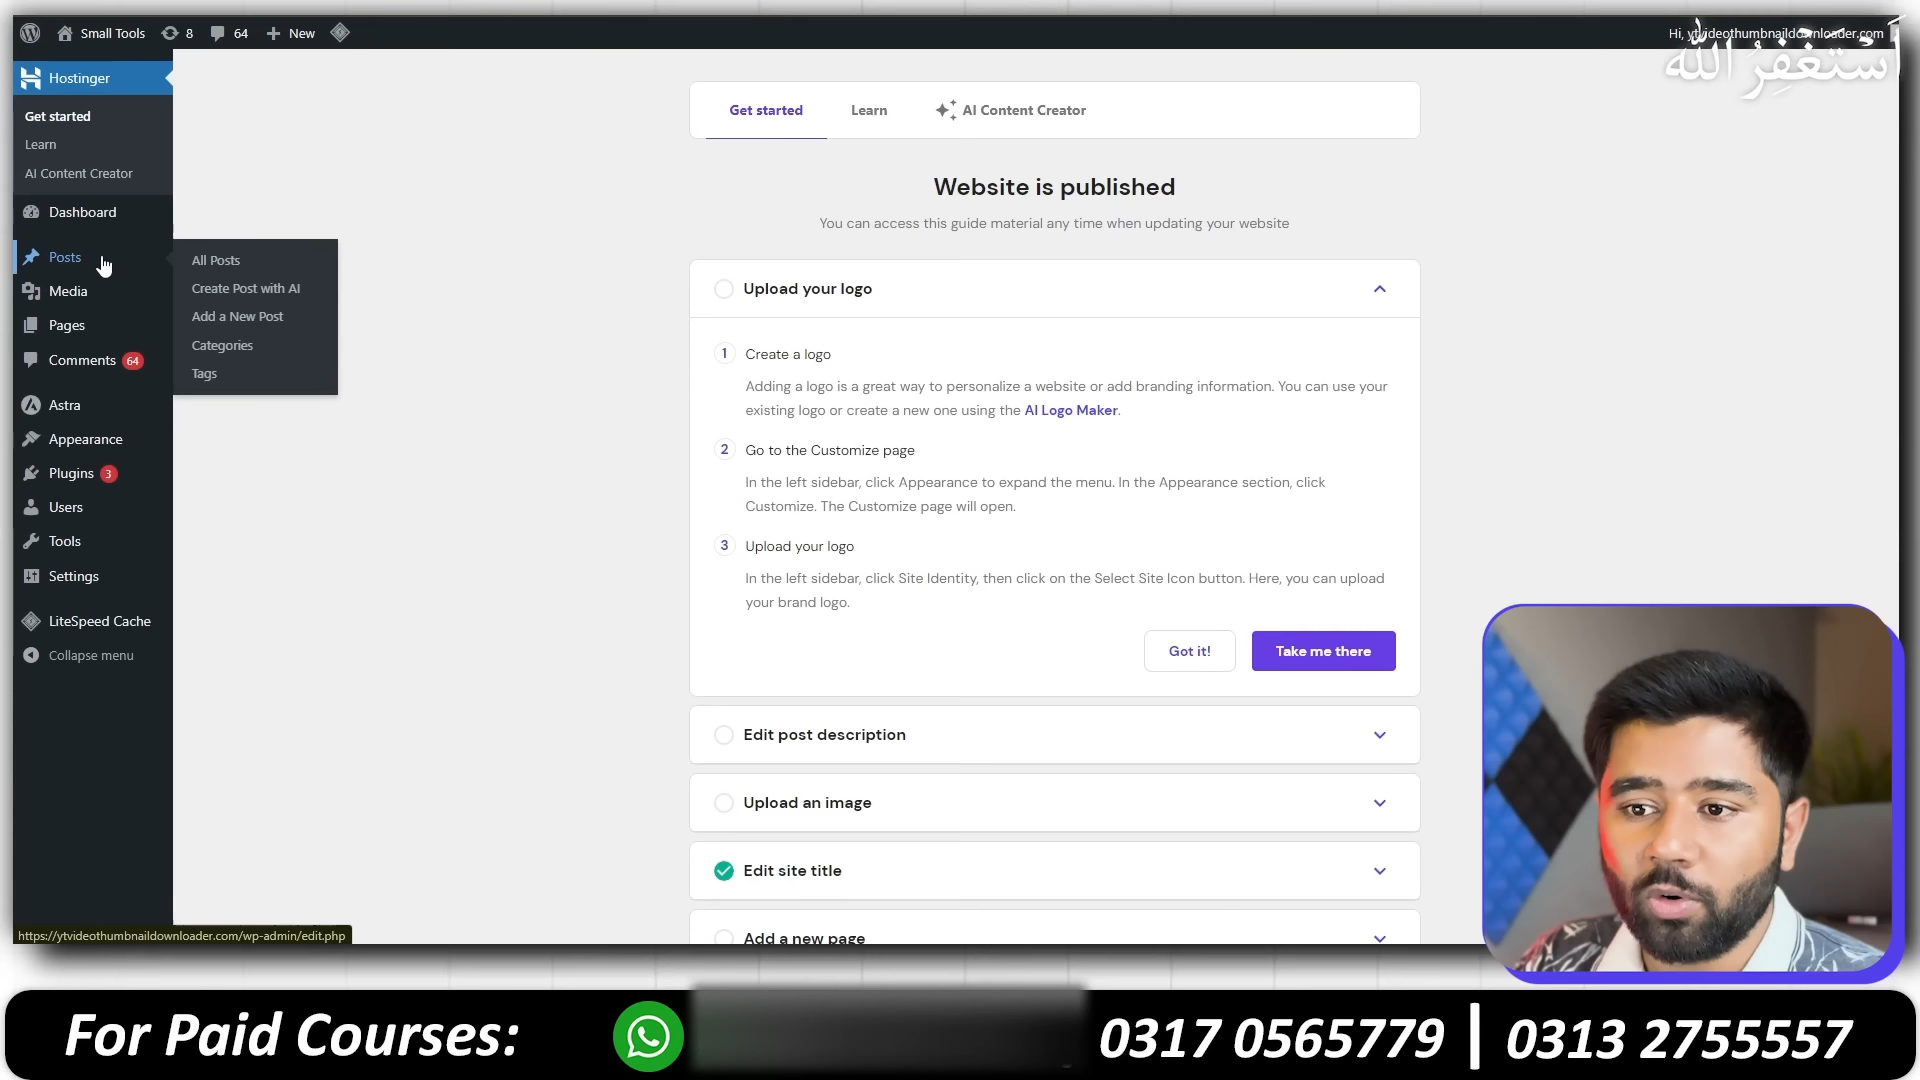 Small Tools
8
64
New
Hi, ytvideothumbnaildownloader.com
أَسْتَغْفِرُ اللّٰه
Hostinger
Get started
Learn
AI Content Creator
Dashboard
Posts
Media
Pages
Comments 64
Astra
Appearance
Plugins 3
Users
Tools
Settings
LiteSpeed Cache
Collapse menu
All Posts
Create Post with AI
Add a New Post
Categories
Tags
Get started
Learn
AI Content Creator
Website is published
You can access this guide material any time when updating your website
Upload your logo
1 Create a logo
Adding a logo is a great way to personalize a website or add branding information. You can use your
existing logo or create a new one using the AI Logo Maker.
2 Go to the Customize page
In the left sidebar, click Appearance to expand the menu. In the Appearance section, click
Customize. The Customize page will open.
3 Upload your logo
In the left sidebar, click Site Identity, then click on the Select Site Icon button. Here, you can upload
your brand logo.
Got it!
Take me there
Edit post description
Upload an image
Edit site title
Add a new page
https://ytvideothumbnaildownloader.com/wp-admin/edit.php
For Paid Courses:
0317 0565779 | 0313 2755557